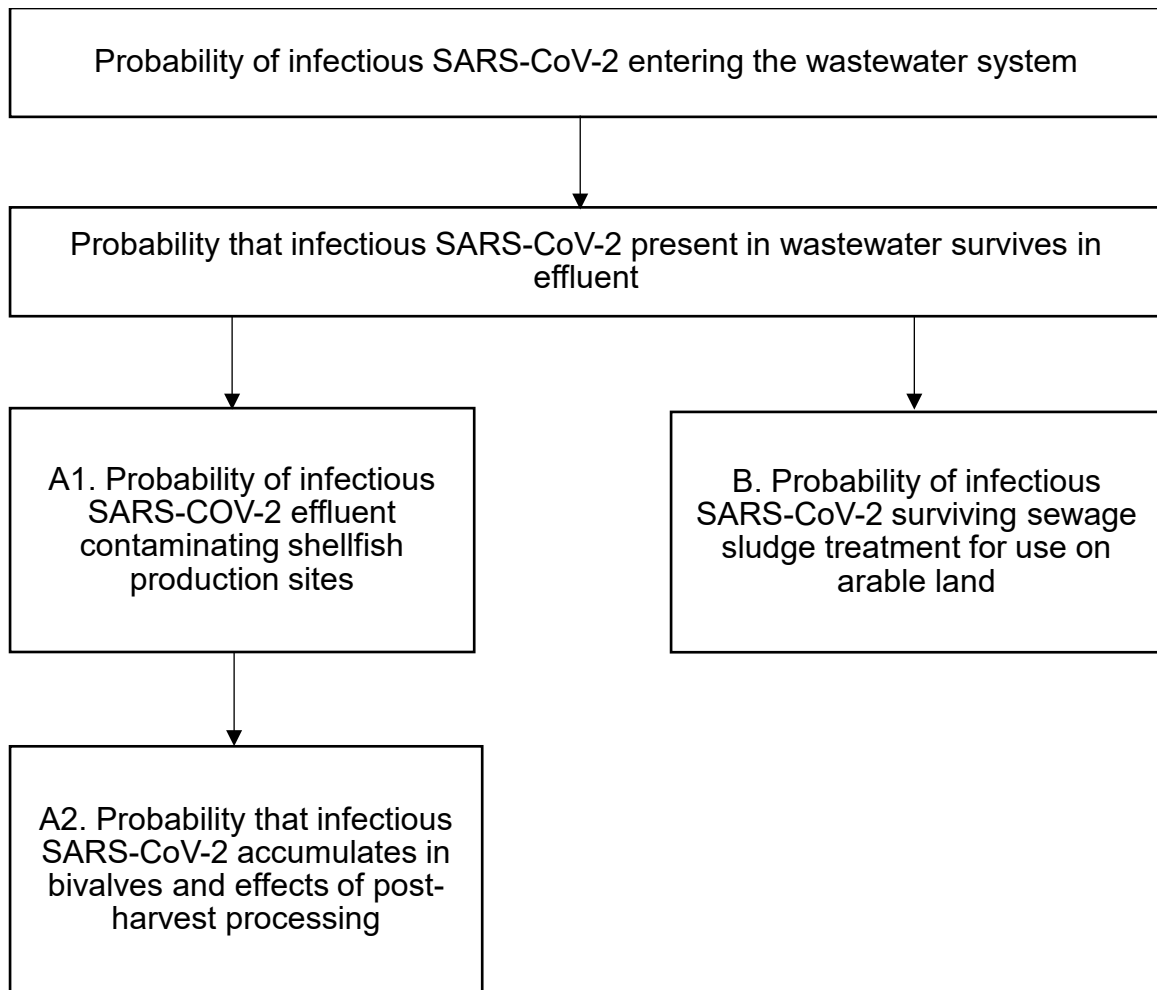 Probability of infectious SARS-CoV-2 entering the wastewater system
Probability that infectious SARS-CoV-2 present in wastewater survives in
effluent
A1. Probability of infectious
SARS-COV-2 effluent
contaminating shellfish
production sites
B. Probability of infectious
SARS-CoV-2 surviving sewage
sludge treatment for use on
arable land
A2. Probability that infectious
SARS-CoV-2 accumulates in
bivalves and effects of post-
harvest processing